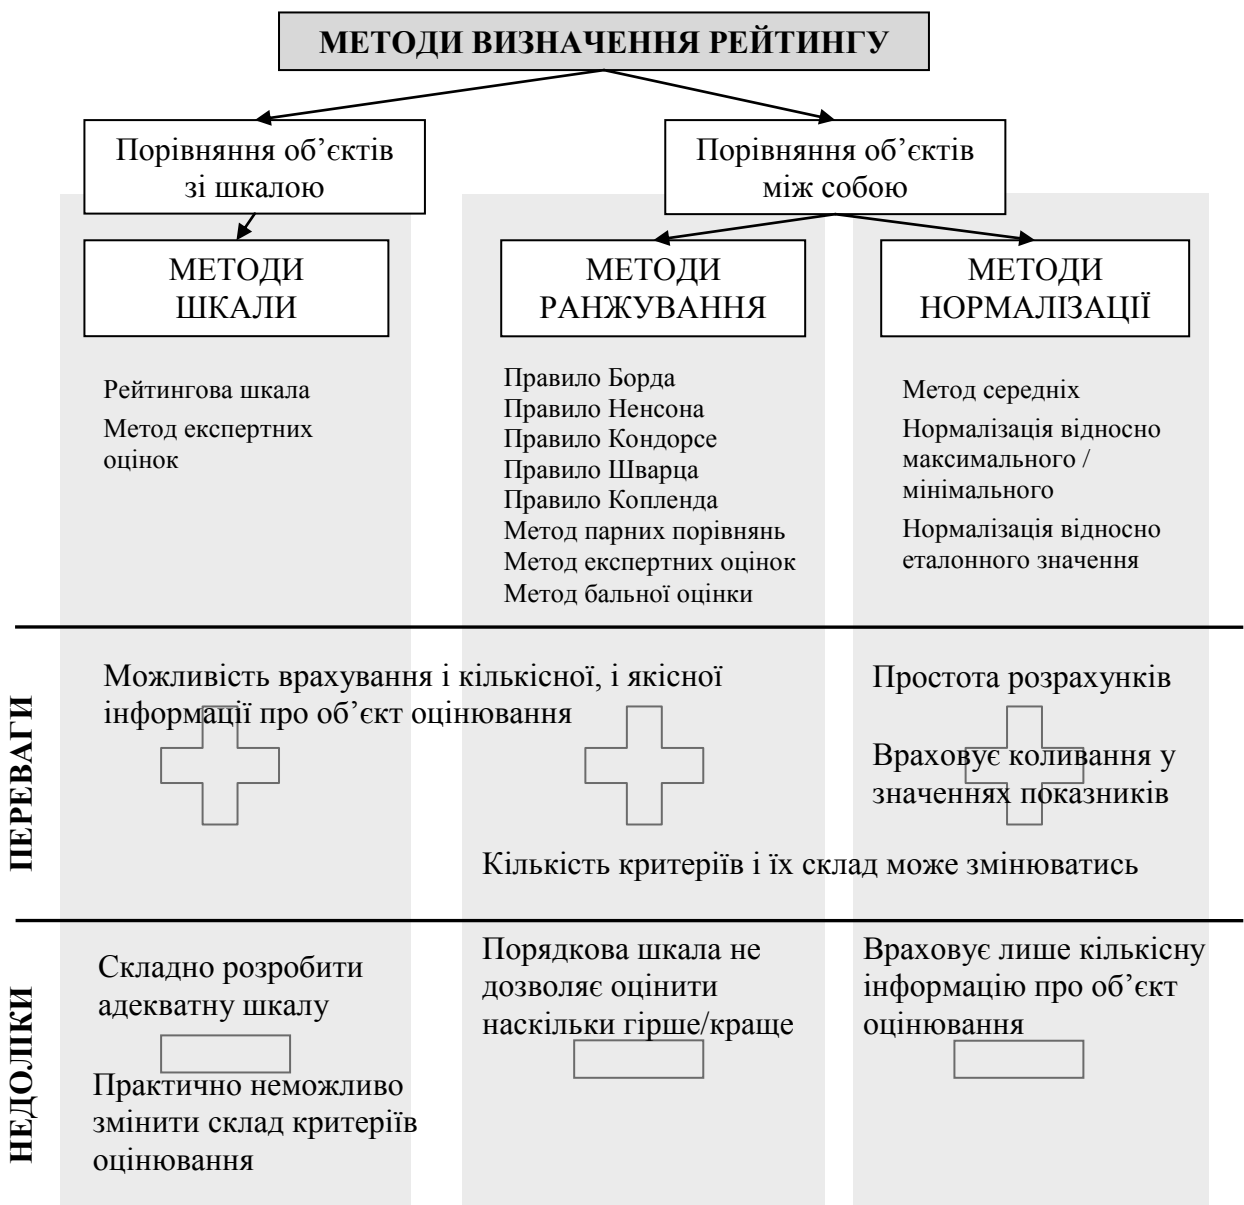 МЕТОДИ ВИЗНАЧЕННЯ РЕЙТИНГУ
Порівняння об’єктів
зі шкалою
Порівняння об’єктів
між собою
МЕТОДИ
ШКАЛИ
МЕТОДИ
РАНЖУВАННЯ
МЕТОДИ
НОРМАЛІЗАЦІЇ
Рейтингова шкала
Метод експертних
оцінок
Правило Борда
Правило Ненсона
Правило Кондорсе
Правило Шварца
Правило Копленда
Метод парних порівнянь
Метод експертних оцінок
Метод бальної оцінки
Метод середніх
Нормалізація відносно
максимального /
мінімального
Нормалізація відносно
еталонного значення
ПЕРЕВАГИ
Можливість врахування і кількісної, і якісної
інформації про об’єкт оцінювання
Простота розрахунків
Враховує коливання у
значеннях показників
Кількість критеріїв і їх склад може змінюватись
НЕДОЛІКИ
Складно розробити
адекватну шкалу
Практично неможливо
змінити склад критеріїв
оцінювання
Порядкова шкала не
дозволяє оцінити
наскільки гірше/краще
Враховує лише кількісну
інформацію про об’єкт
оцінювання